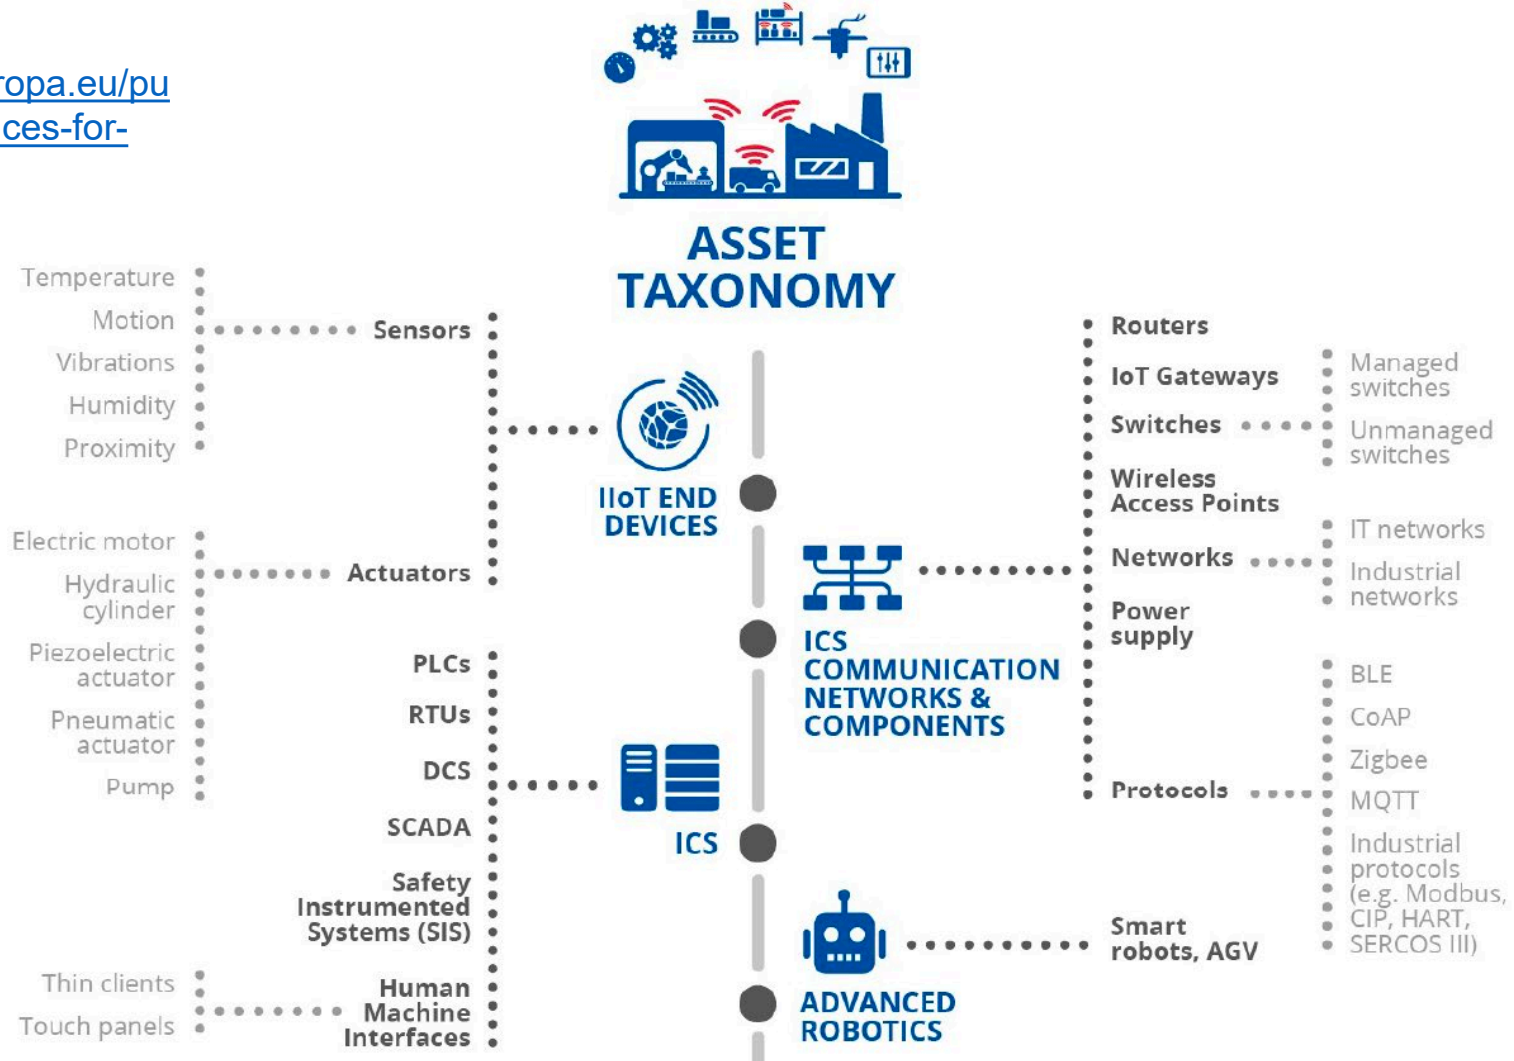 ropa.eu/pu
ces-for-
ASSET
TAXONOMY
Temperature
Motion
Vibrations
Humidity
Proximity
Sensors
Electric motor
Hydraulic
cylinder
Piezoelectric
actuator
Pneumatic
actuator
Pump
Actuators
IIoT END
DEVICES
PLCs
RTUs
DCS
SCADA
Safety
Instrumented
Systems (SIS)
Human
Machine
Interfaces
Thin clients
Touch panels
ICS
Routers
IoT Gateways
Switches
Managed
switches
Unmanaged
switches
Wireless
Access Points
Networks
IT networks
Industrial
networks
Power
supply
Protocols
BLE
CoAP
Zigbee
MQTT
Industrial
protocols
(e.g. Modbus,
CIP, HART,
SERCOS III)
ICS
COMMUNICATION
NETWORKS &
COMPONENTS
Smart
robots, AGV
ADVANCED
ROBOTICS